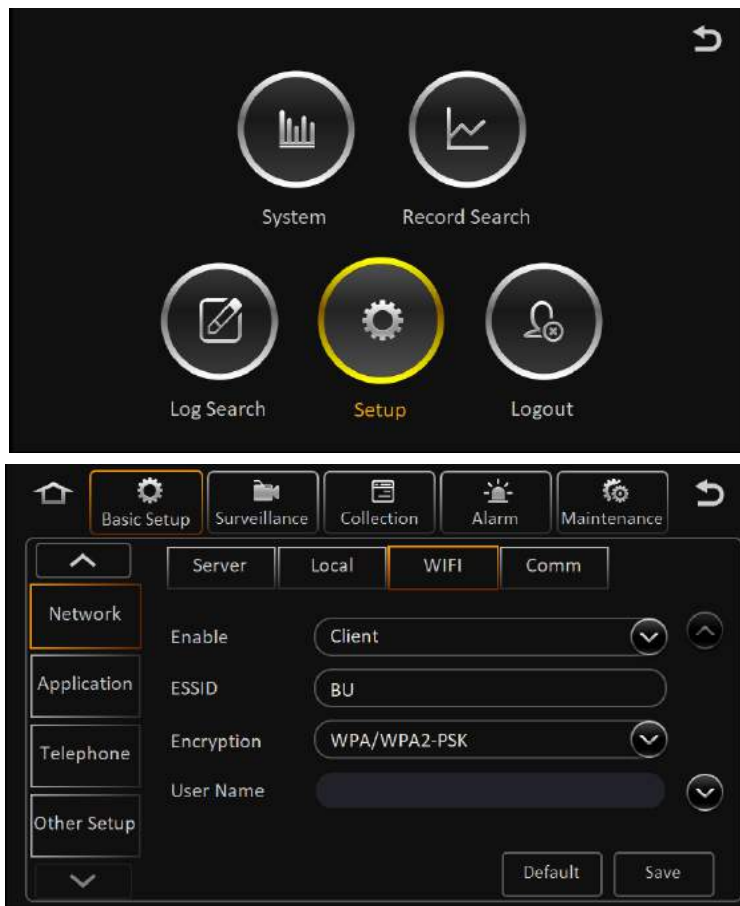 System Record Search
Log Search Setup Logout
Basic Setup Surveillance Collection Alarm Maintenance
Server Local WIFI Comm
Network
Enable Client
Application
ESSID BU
Telephone
Encryption WPA/WPA2-PSK
User Name
Other Setup
Default Save